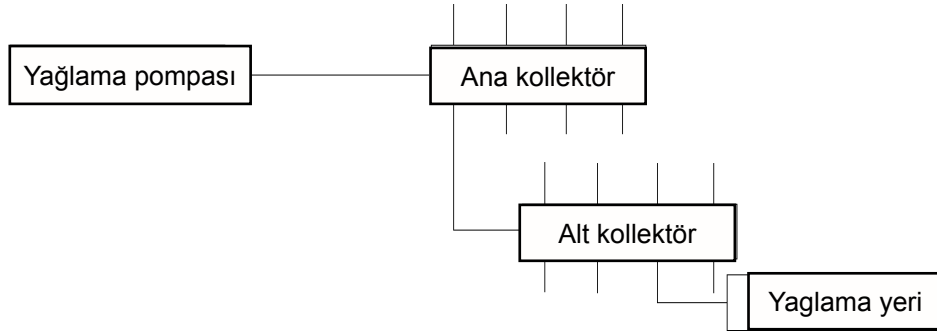 Yağlama pompası
Ana kollektör
Alt kollektör
Yaglama yeri